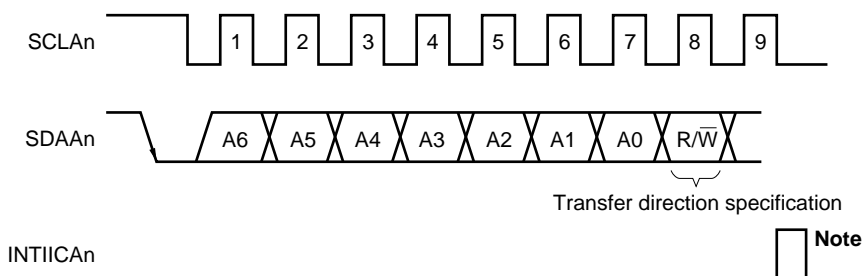 SCLAn 1 2 3 4 5 6 7 8 9
SDAAn A6 A5 A4 A3 A2 A1 A0 R/W̅
Transfer direction specification
INTIICAn Note